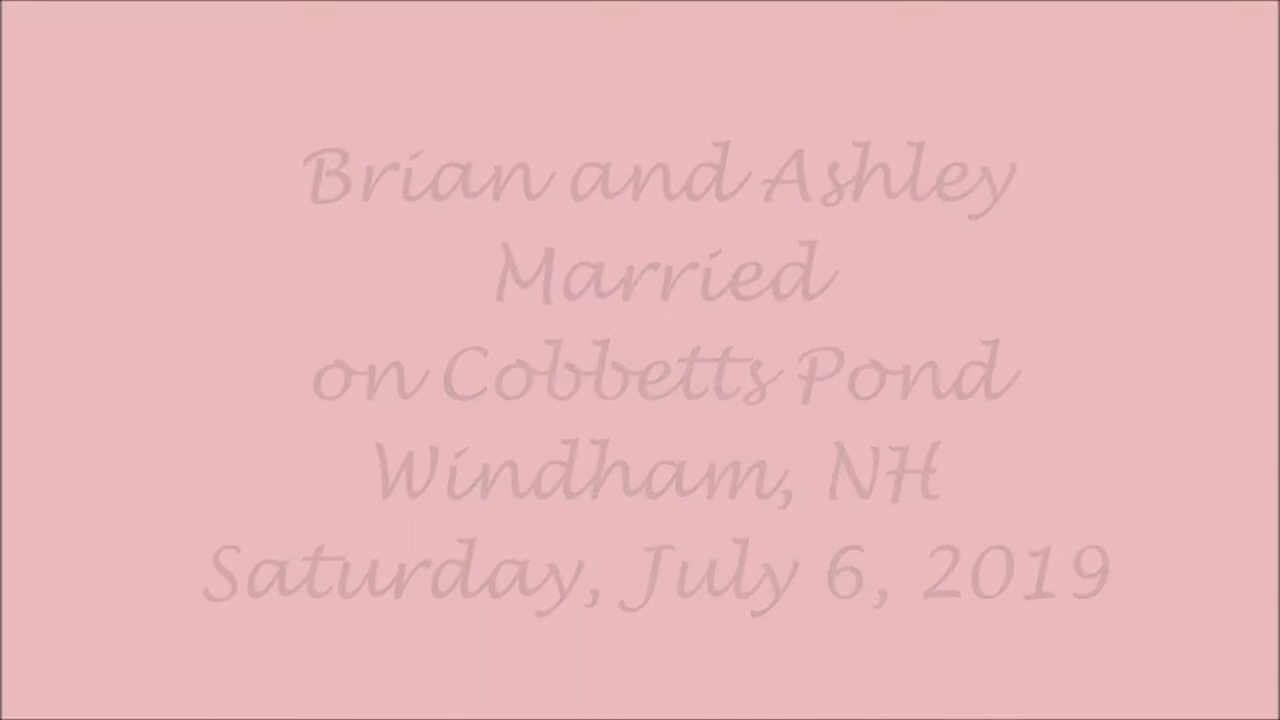 Brian and Ashley
Married
on Cobbetts Pond
Windham, NH
Saturday, July 6, 2019